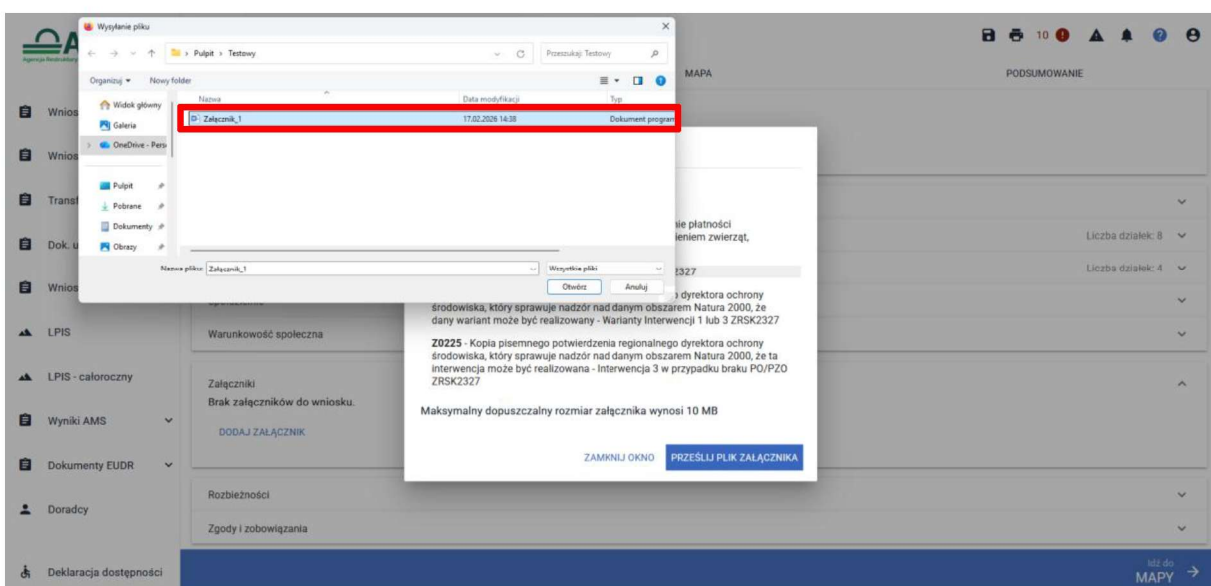 Wysyłanie pliku
Pulpit > Testowy
Przeszukaj: Testowy
Organizuj Nowy folder
Nazwa Data modyfikacji Typ
Załącznik_1 17.02.2026 14:38 Dokument program
Widok główny
Galeria
OneDrive - Perso
Pulpit
Pobrane
Dokumenty
Obrazy
Nazwa pliku: Załącznik_1 Wszystkie pliki
Otwórz Anuluj
10
MAPA PODSUMOWANIE
Wnios
Wnios
Transf
Dok. u
Wnios
LPIS
LPIS - całoroczny
Wyniki AMS
Dokumenty EUDR
Doradcy
Deklaracja dostępności
Liczba działek: 8
Liczba działek: 4
Warunkowość społeczna
Załączniki
Brak załączników do wniosku.
DODAJ ZAŁĄCZNIK
Rozbieżności
Zgody i zobowiązania
nie płatności
ieniem zwierząt,
2327
o dyrektora ochrony
środowiska, który sprawuje nadzór nad danym obszarem Natura 2000, że
dany wariant może być realizowany - Warianty Interwencji 1 lub 3 ZRSK2327
Z0225 - Kopia pisemnego potwierdzenia regionalnego dyrektora ochrony
środowiska, który sprawuje nadzór nad danym obszarem Natura 2000, że ta
interwencja może być realizowana - Interwencja 3 w przypadku braku PO/PZO
ZRSK2327
Maksymalny dopuszczalny rozmiar załącznika wynosi 10 MB
ZAMKNIJ OKNO PRZEŚLIJ PLIK ZAŁĄCZNIKA
Idź do
MAPY